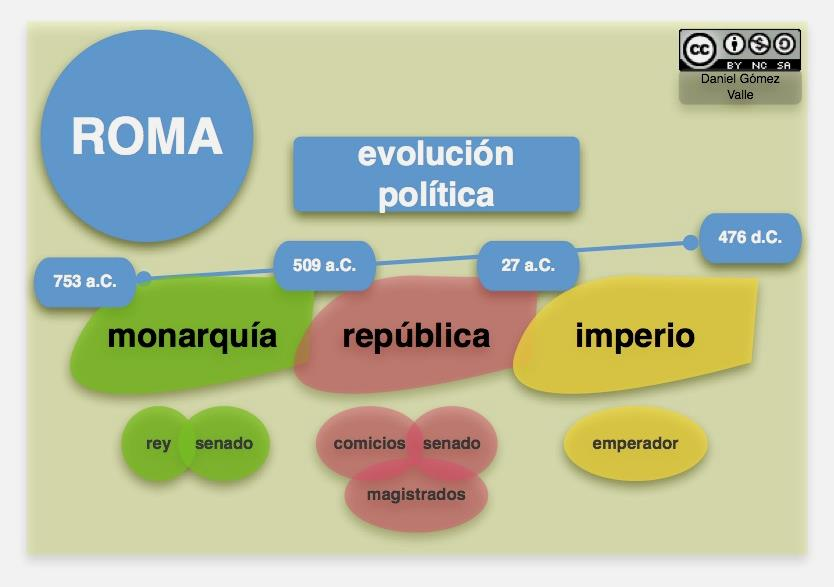 ROMA
cc
BY NC SA
Daniel Gómez
Valle
evolución
política
753 a.C.
509 a.C.
27 a.C.
476 d.C.
monarquía
república
imperio
rey
senado
comicios
senado
magistrados
emperador